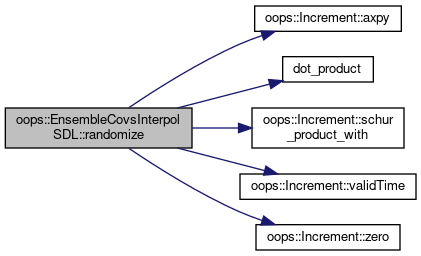 oops::Increment::axpy
dot_product
oops::EnsembleCovsInterpol
SDL::randomize
oops::Increment::schur
_product_with
oops::Increment::validTime
oops::Increment::zero